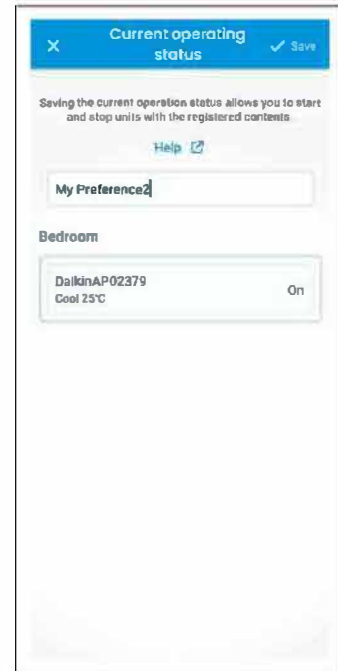 Current operating
status
Save
Saving the current operation status allows you to start
and stop units with the registered contents
Help
My Preference2
Bedroom
DaikinAP02379
Cool 25°C
On